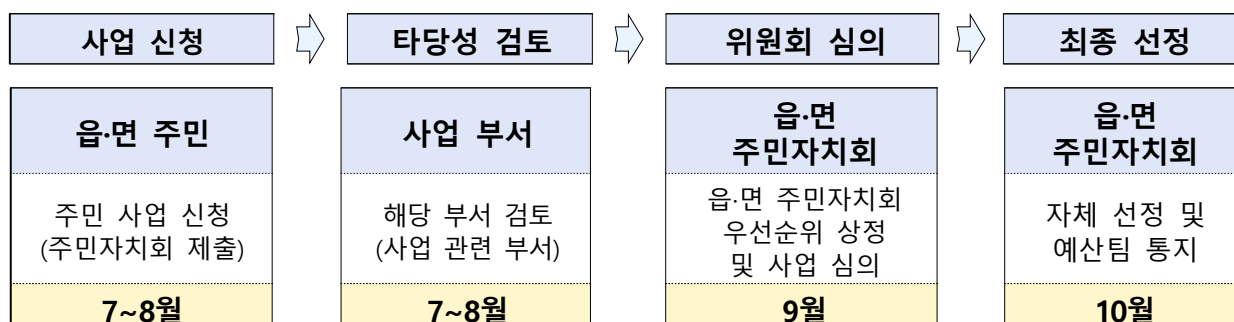 사업 신청
타당성 검토
위원회 심의
최종 선정
읍·면 주민
주민 사업 신청
(주민자치회 제출)
7~8월
사업 부서
해당 부서 검토
(사업 관련 부서)
7~8월
읍·면
주민자치회
읍·면 주민자치회
우선순위 상정
및 사업 심의
9월
읍·면
주민자치회
자체 선정 및
예산팀 통지
10월